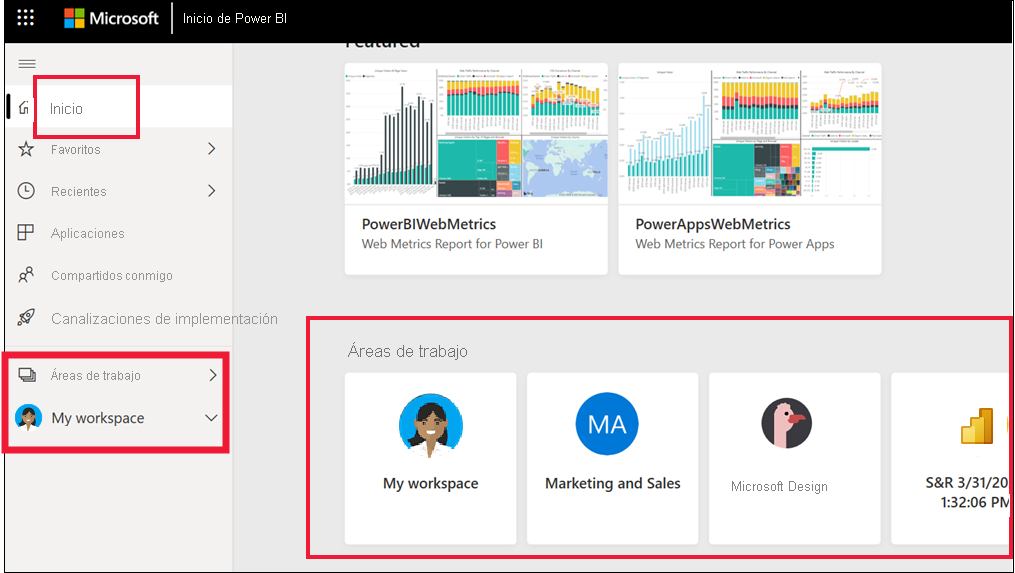 Microsoft
Inicio de Power BI
Featured
Inicio
Favoritos
Recientes
Aplicaciones
Compartidos conmigo
Canalizaciones de implementación
Áreas de trabajo
My workspace
PowerBIWebMetrics
Web Metrics Report for Power BI
PowerAppsWebMetrics
Web Metrics Report for Power Apps
Áreas de trabajo
My workspace
MA
Marketing and Sales
Microsoft Design
S&R 3/31/20
1:32:06 PM